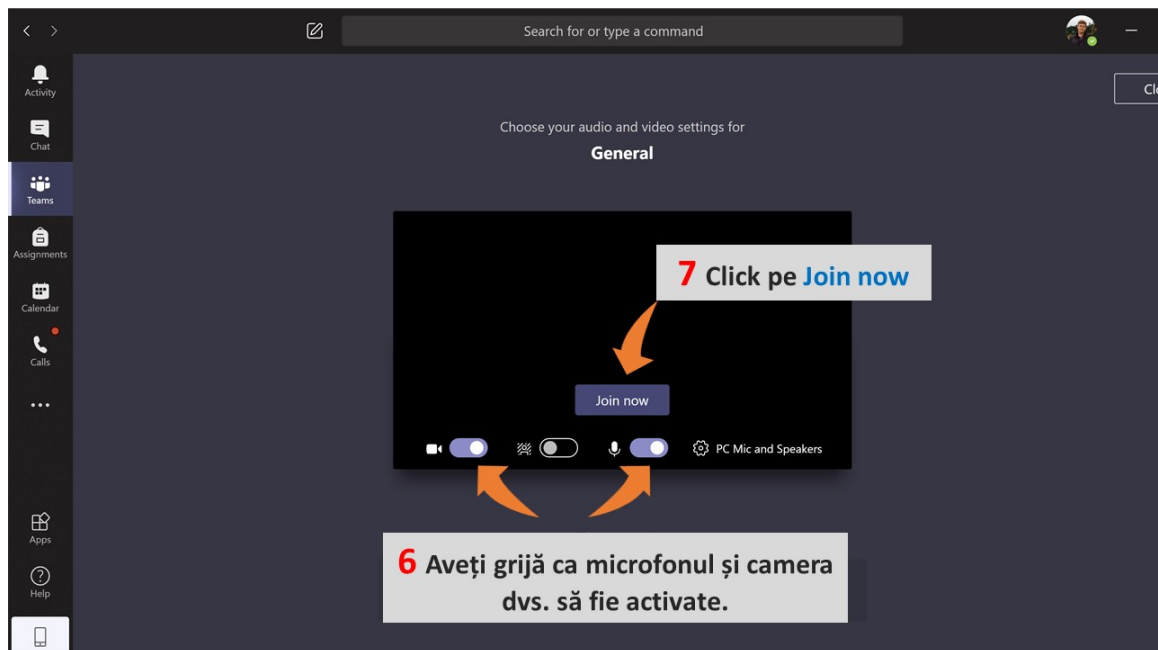 Search for or type a command
Activity
Chat
Teams
Assignments
Calendar
Calls
Apps
Help
Choose your audio and video settings for
General
7 Click pe Join now
Join now
PC Mic and Speakers
6 Aveți grijă ca microfonul și camera
dvs. să fie activate.